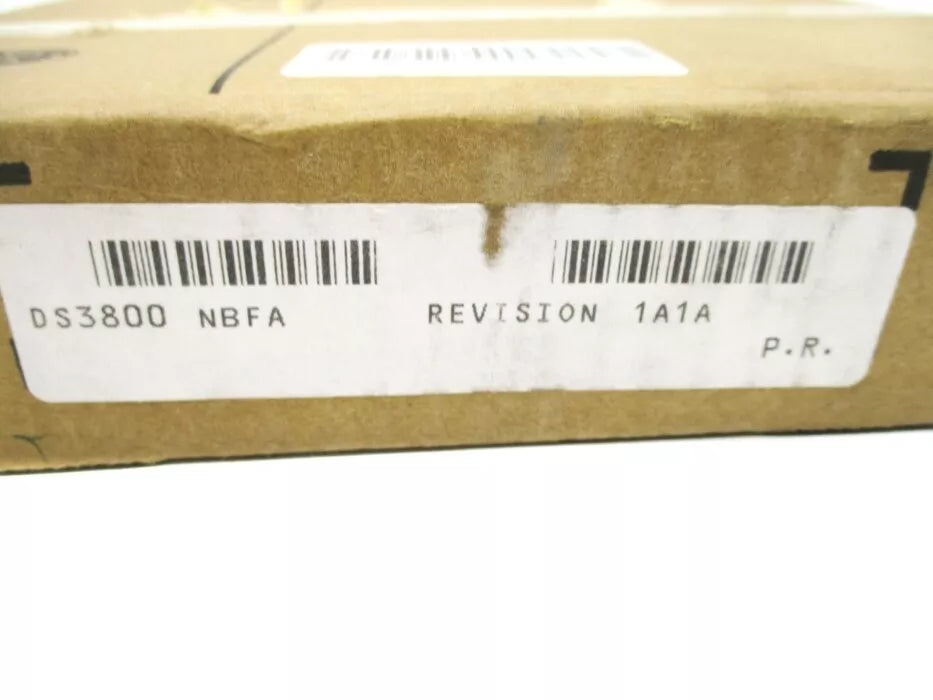 DS3800 NBFA REVISION 1A1A
P.R.